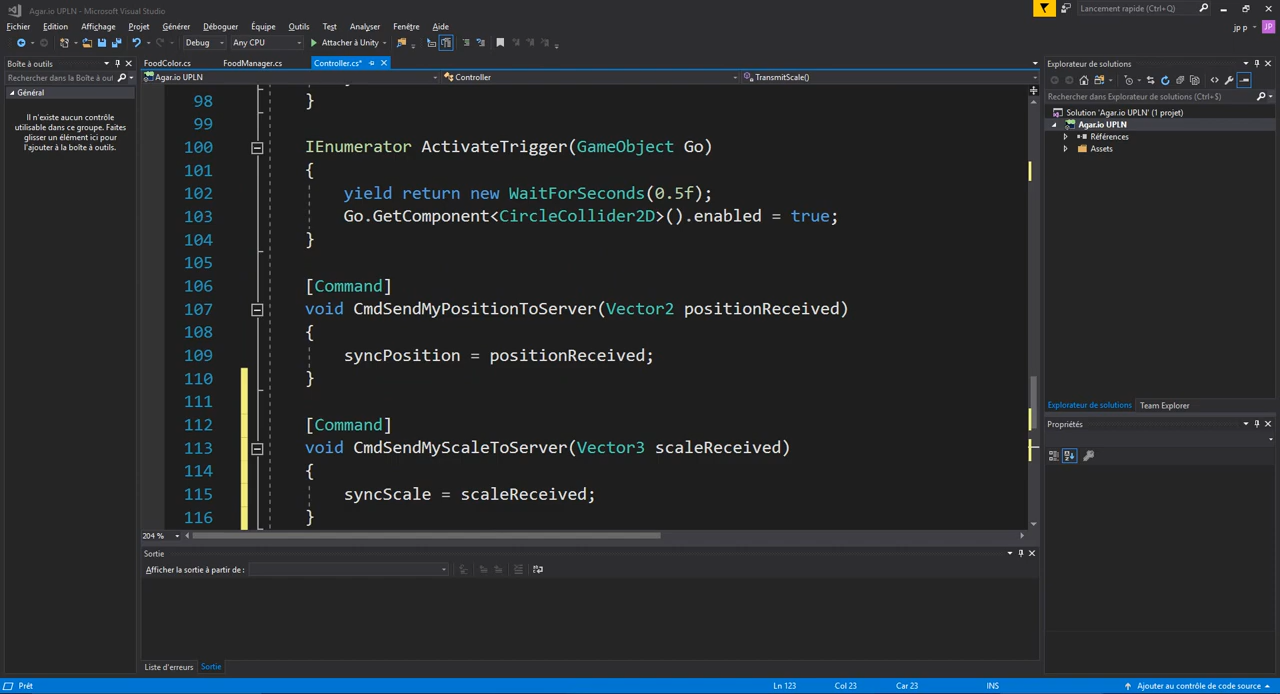 Agar.io UPLN - Microsoft Visual Studio
Lancement rapide (Ctrl+Q)
Fichier Edition Affichage Projet Générer Déboguer Équipe Outils Test Analyser Fenêtre Aide
jp p JP
Debug Any CPU Attacher à Unity
Boîte à outils
FoodColor.cs FoodManager.cs Controller.cs*
Explorateur de solutions
Rechercher dans Boîte à out
Agar.io UPLN Controller TransmitScale()
Général
Rechercher dans Explorateur de solutions (Ctrl+$)
Solution 'Agar.io UPLN' (1 projet)
Agar.io UPLN
Références
Assets
Il n'existe aucun contrôle
utilisable dans ce groupe. Faites
glisser un élément ici pour
l'ajouter à la boîte à outils.
98 }
99
100 IEnumerator ActivateTrigger(GameObject Go)
101 {
102 yield return new WaitForSeconds(0.5f);
103 Go.GetComponent<CircleCollider2D>().enabled = true;
104 }
105
106 [Command]
107 void CmdSendMyPositionToServer(Vector2 positionReceived)
108 {
109 syncPosition = positionReceived;
110 }
111
112 [Command]
113 void CmdSendMyScaleToServer(Vector3 scaleReceived)
114 {
115 syncScale = scaleReceived;
116 }
204 %
Explorateur de solutions Team Explorer
Propriétés
Sortie
Afficher la sortie à partir de :
Liste d'erreurs Sortie
Prêt Ln 123 Col 23 Car 23 INS Ajouter au contrôle de code source